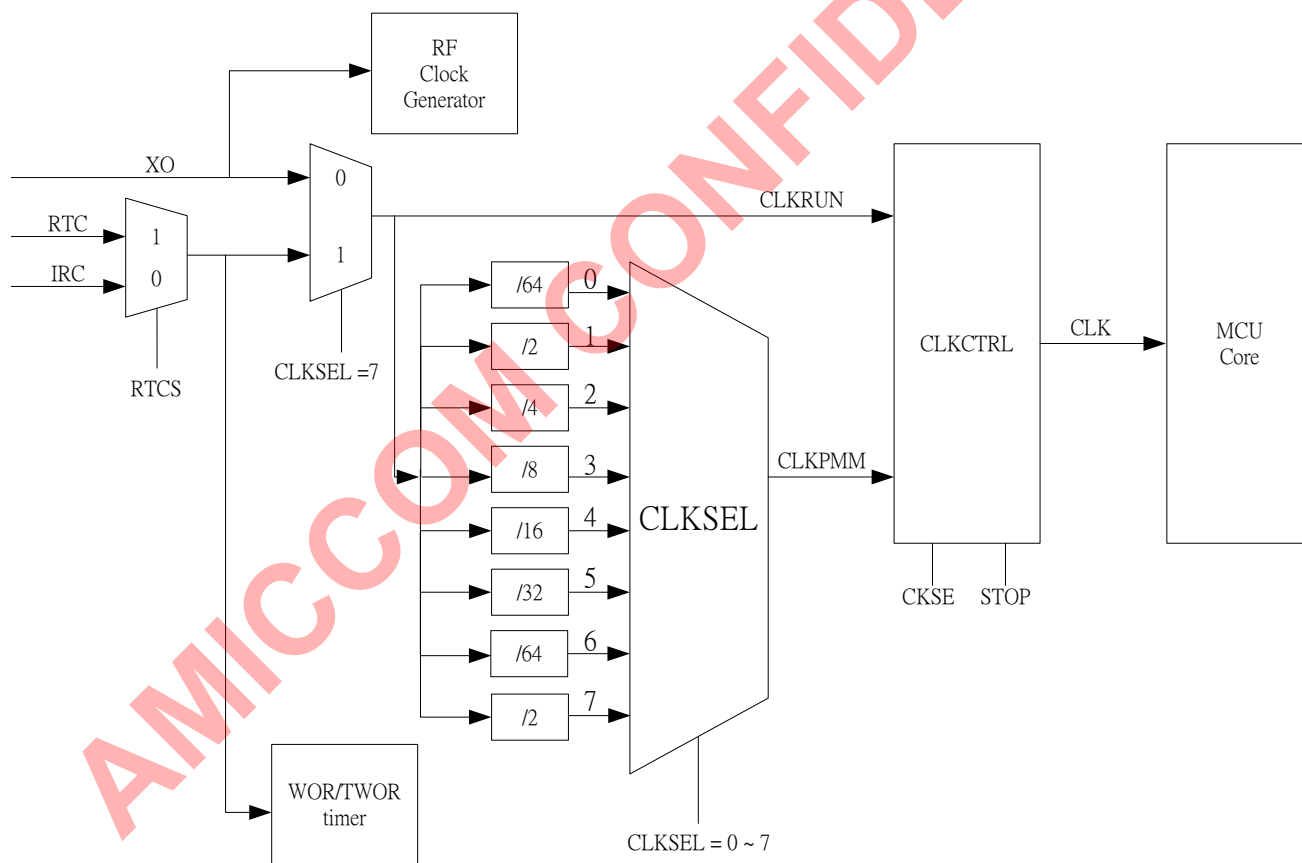 RF
Clock
Generator
XO
0
RTC
1
1
IRC
0
CLKRUN
RTCS
CLKSEL =7
/64
0
/2
1
/4
2
/8
3
/16
4
/32
5
/64
6
/2
7
CLKSEL
CLKPMM
CLKCTRL
CLK
MCU
Core
CKSE
STOP
WOR/TWOR
timer
CLKSEL = 0 ~ 7
AMICCOM CONFIDE